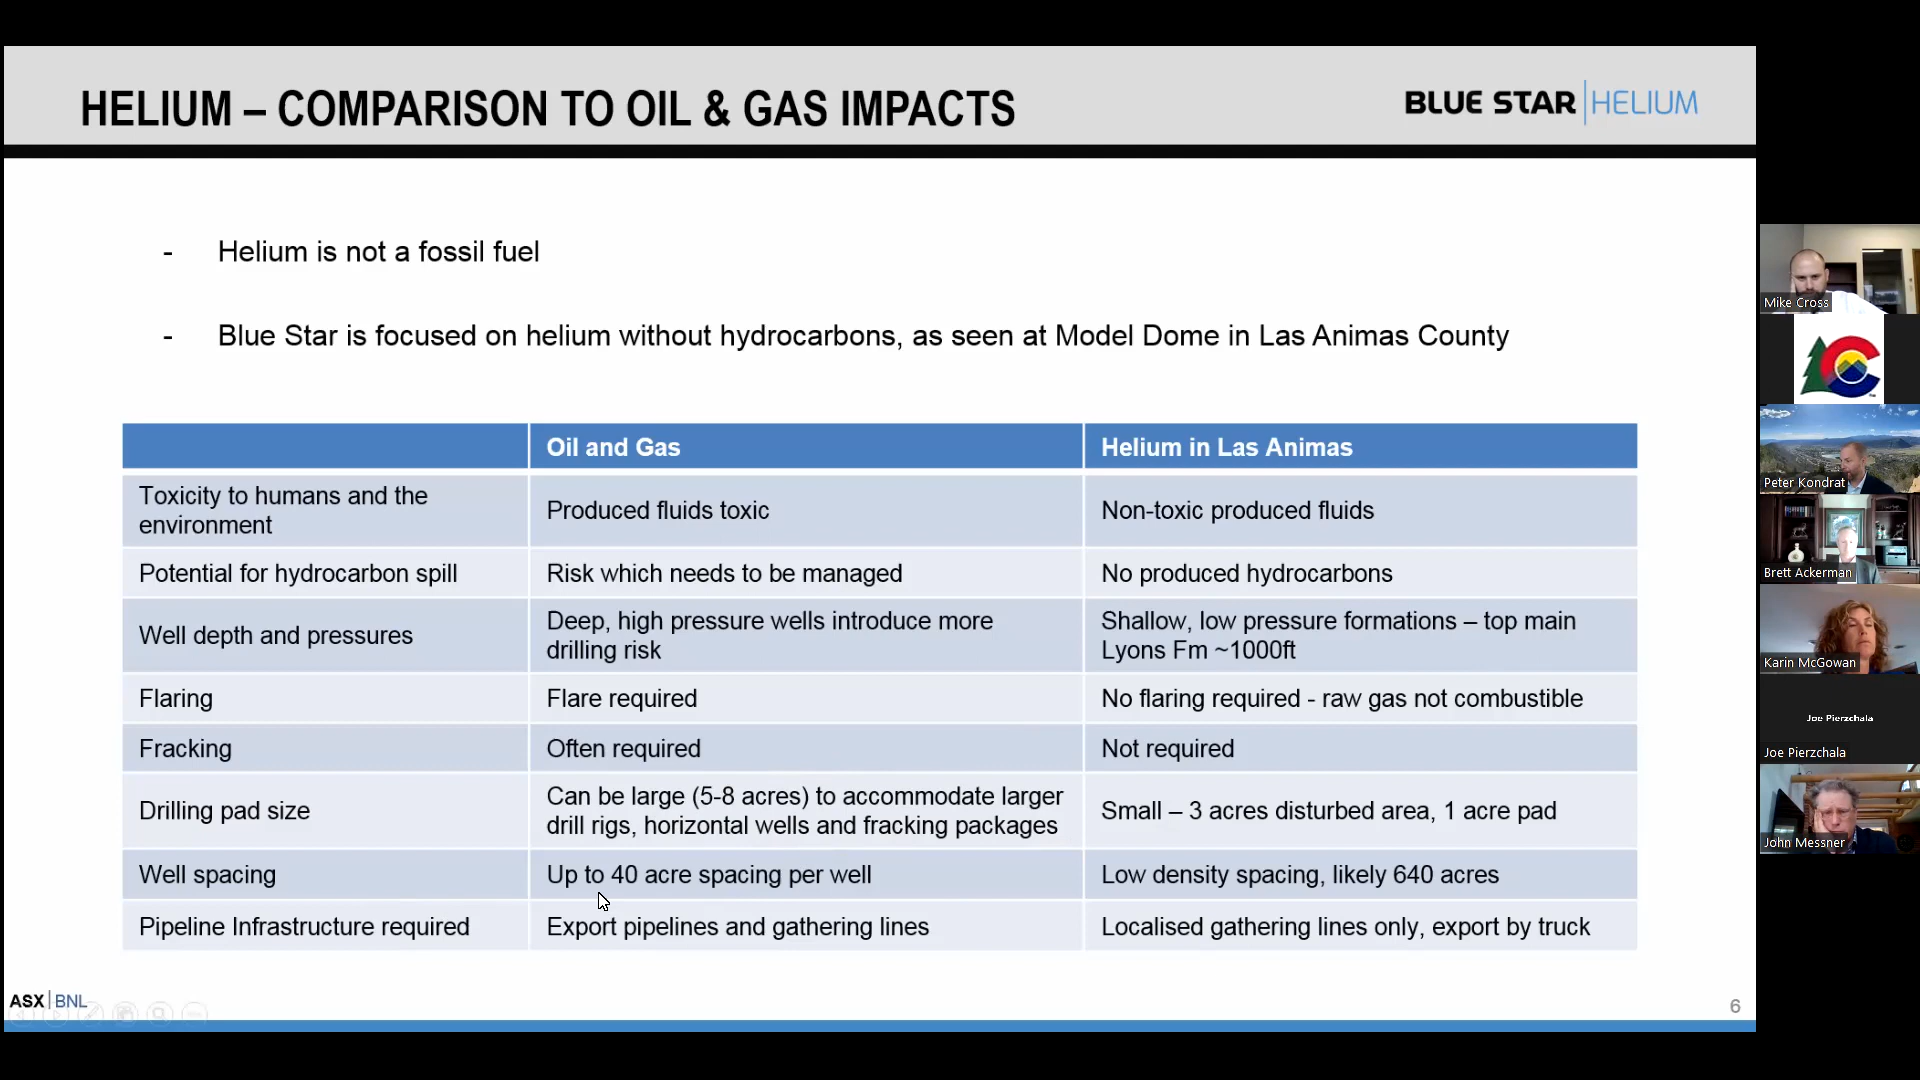 HELIUM – COMPARISON TO OIL & GAS IMPACTS
BLUE STAR HELIUM
- Helium is not a fossil fuel
- Blue Star is focused on helium without hydrocarbons, as seen at Model Dome in Las Animas County
Oil and Gas
Helium in Las Animas
Toxicity to humans and the
environment
Produced fluids toxic
Non-toxic produced fluids
Potential for hydrocarbon spill
Risk which needs to be managed
No produced hydrocarbons
Well depth and pressures
Deep, high pressure wells introduce more
drilling risk
Shallow, low pressure formations – top main
Lyons Fm ~1000ft
Flaring
Flare required
No flaring required - raw gas not combustible
Fracking
Often required
Not required
Drilling pad size
Can be large (5-8 acres) to accommodate larger
drill rigs, horizontal wells and fracking packages
Small – 3 acres disturbed area, 1 acre pad
Well spacing
Up to 40 acre spacing per well
Low density spacing, likely 640 acres
Pipeline Infrastructure required
Export pipelines and gathering lines
Localised gathering lines only, export by truck
ASX BNL
6
Mike Cross
Peter Kondrat
Brett Ackerman
Karin McGowan
Joe Pierzchala
Joe Pierzchala
John Messner